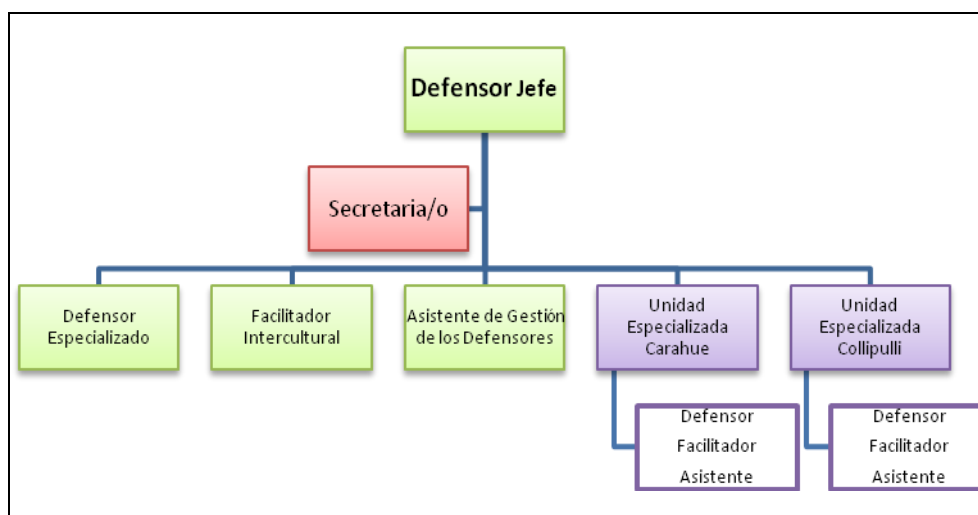 Defensor Jefe
Secretaria/o
Defensor
Especializado
Facilitador
Intercultural
Asistente de Gestión
de los Defensores
Unidad
Especializada
Carahue
Unidad
Especializada
Collipulli
Defensor
Facilitador
Asistente
Defensor
Facilitador
Asistente